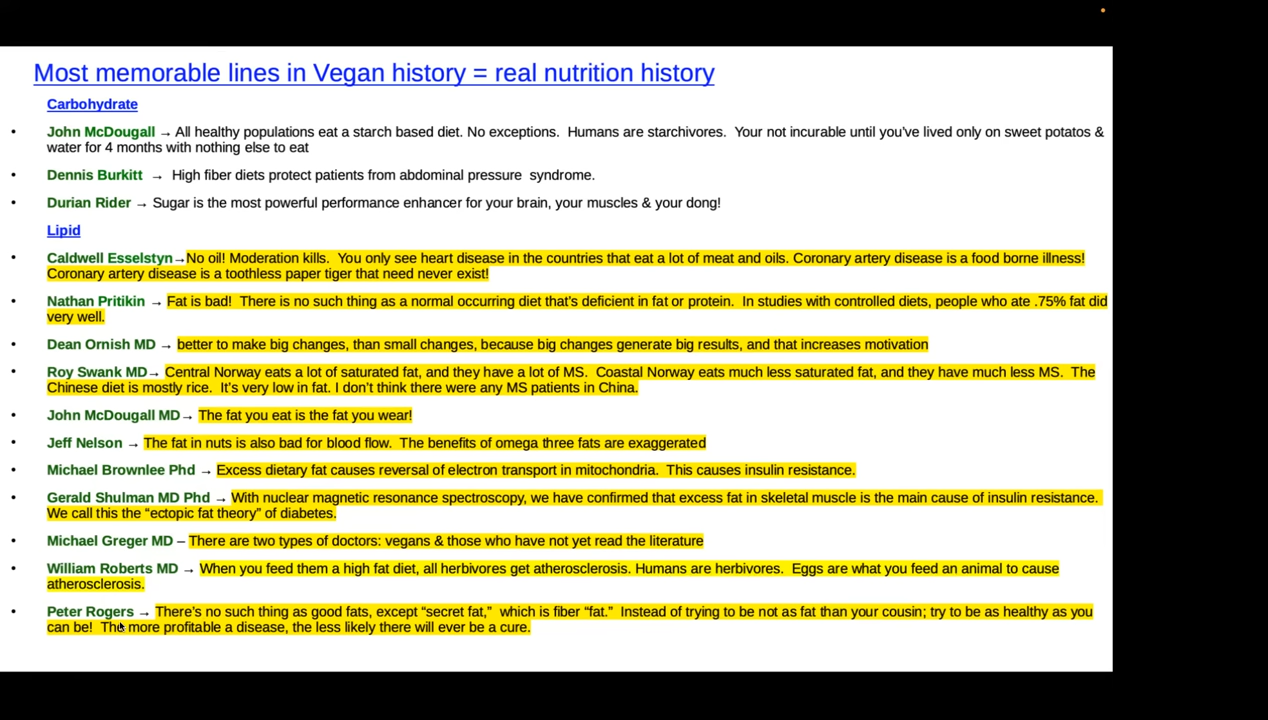 Most memorable lines in Vegan history = real nutrition history
Carbohydrate
• John McDougall → All healthy populations eat a starch based diet. No exceptions. Humans are starchivores. Your not incurable until you've lived only on sweet potatos &
water for 4 months with nothing else to eat
• Dennis Burkitt → High fiber diets protect patients from abdominal pressure syndrome.
• Durian Rider → Sugar is the most powerful performance enhancer for your brain, your muscles & your dong!
Lipid
• Caldwell Esselstyn→No oil! Moderation kills. You only see heart disease in the countries that eat a lot of meat and oils. Coronary artery disease is a food borne illness!
Coronary artery disease is a toothless paper tiger that need never exist!
• Nathan Pritikin → Fat is bad! There is no such thing as a normal occurring diet that's deficient in fat or protein. In studies with controlled diets, people who ate .75% fat did
very well.
• Dean Ornish MD → better to make big changes, than small changes, because big changes generate big results, and that increases motivation
• Roy Swank MD→ Central Norway eats a lot of saturated fat, and they have a lot of MS. Coastal Norway eats much less saturated fat, and they have much less MS. The
Chinese diet is mostly rice. It's very low in fat. I don't think there were any MS patients in China.
• John McDougall MD→ The fat you eat is the fat you wear!
• Jeff Nelson → The fat in nuts is also bad for blood flow. The benefits of omega three fats are exaggerated
• Michael Brownlee Phd → Excess dietary fat causes reversal of electron transport in mitochondria. This causes insulin resistance.
• Gerald Shulman MD Phd → With nuclear magnetic resonance spectroscopy, we have confirmed that excess fat in skeletal muscle is the main cause of insulin resistance.
We call this the “ectopic fat theory” of diabetes.
• Michael Greger MD – There are two types of doctors: vegans & those who have not yet read the literature
• William Roberts MD → When you feed them a high fat diet, all herbivores get atherosclerosis. Humans are herbivores. Eggs are what you feed an animal to cause
atherosclerosis.
• Peter Rogers → There's no such thing as good fats, except “secret fat,” which is fiber “fat.” Instead of trying to be not as fat than your cousin; try to be as healthy as you
can be! The more profitable a disease, the less likely there will ever be a cure.